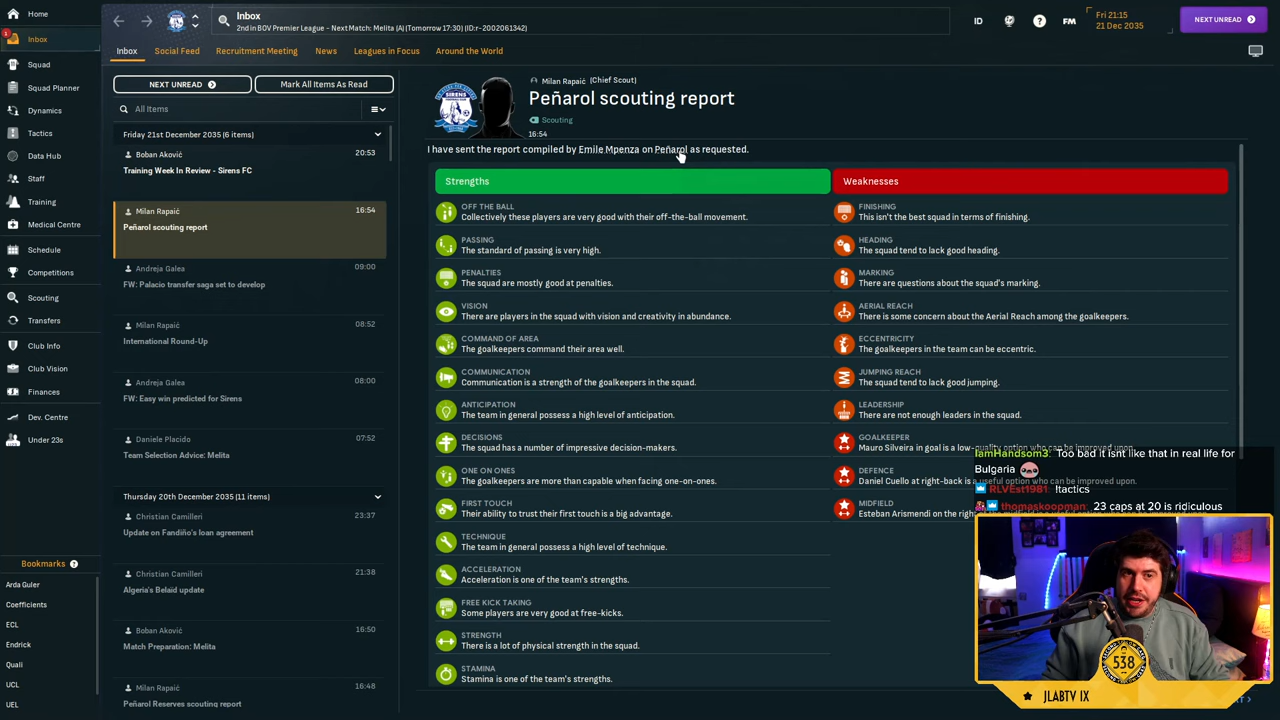 Home
Inbox
Squad
Squad Planner
Dynamics
Tactics
Data Hub
Staff
Training
Medical Centre
Schedule
Competitions
Scouting
Transfers
Club Info
Club Vision
Finances
Dev. Centre
Under 23s
Bookmarks
Arda Guler
Coefficients
ECL
Endrick
Quali
UCL
UEL
1
Inbox
2nd in BOV Premier League - Next Match: Melita (A) (Tomorrow 17:30) (ID:r-2002061342)
ID
FM
Fri 21:15
21 Dec 2035
NEXT UNREAD
Inbox
Social Feed
Recruitment Meeting
News
Leagues in Focus
Around the World
NEXT UNREAD
Mark All Items As Read
All Items
Friday 21st December 2035 (6 items)
Boban Aković 20:53
Training Week In Review - Sirens FC
Milan Rapaić 16:54
Peñarol scouting report
Andreja Galea 09:00
FW: Palacio transfer saga set to develop
Milan Rapaić 08:52
International Round-Up
Andreja Galea 08:00
FW: Easy win predicted for Sirens
Daniele Placido 07:52
Team Selection Advice: Melita
Thursday 20th December 2035 (11 items)
Christian Camilleri 23:37
Update on Fandiño's loan agreement
Christian Camilleri 21:38
Algeria's Belaïd update
Boban Aković 16:50
Match Preparation: Melita
Milan Rapaić 16:48
Peñarol Reserves scouting report
SIRENS
Milan Rapaić (Chief Scout)
Peñarol scouting report
Scouting
16:54
I have sent the report compiled by Emile Mpenza on Peñarol as requested.
Strengths
OFF THE BALL
Collectively these players are very good with their off-the-ball movement.
PASSING
The standard of passing is very high.
PENALTIES
The squad are mostly good at penalties.
VISION
There are players in the squad with vision and creativity in abundance.
COMMAND OF AREA
The goalkeepers command their area well.
COMMUNICATION
Communication is a strength of the goalkeepers in the squad.
ANTICIPATION
The team in general possess a high level of anticipation.
DECISIONS
The squad has a number of impressive decision-makers.
ONE ON ONES
The goalkeepers are more than capable when facing one-on-ones.
FIRST TOUCH
Their ability to trust their first touch is a big advantage.
TECHNIQUE
The team in general possess a high level of technique.
ACCELERATION
Acceleration is one of the team's strengths.
FREE KICK TAKING
Some players are very good at free-kicks.
STRENGTH
There is a lot of physical strength in the squad.
STAMINA
Stamina is one of the team's strengths.
Weaknesses
FINISHING
This isn't the best squad in terms of finishing.
HEADING
The squad tend to lack good heading.
MARKING
There are questions about the squad's marking.
AERIAL REACH
There is some concern about the Aerial Reach among the goalkeepers.
ECCENTRICITY
The goalkeepers in the team can be eccentric.
JUMPING REACH
The squad tend to lack good jumping.
LEADERSHIP
There are not enough leaders in the squad.
GOALKEEPER
Mauro Silveira in goal is a low-quality option who can be improved upon.
DEFENCE
Daniel Cuello at right-back is a low-quality option who can be improved upon.
MIDFIELD
Esteban Arismendi on the right
IamHandsom3: Too bad it isnt like that in real life for
Bulgaria
RLVEst1981: !tactics
thomaskoopman: 23 caps at 20 is ridiculous
538
JLABTV IX